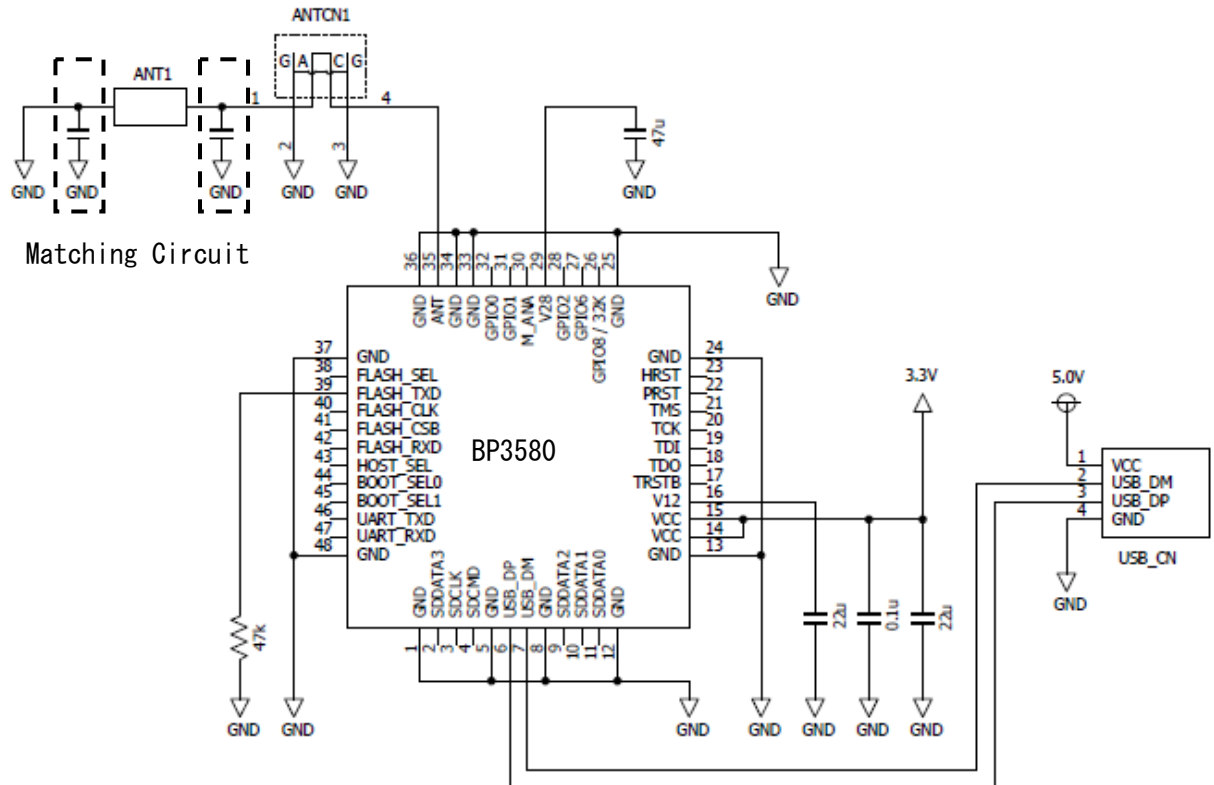 ANTCN1
G A C G
ANT1
1
4
2
3
47u
GND
GND
GND
GND
GND
GND
Matching Circuit
36
35
34
33
32
31
30
29
28
27
26
25
GND
GND
ANT
GND
GND
GPIO0
GPIO1
M_ANA
V28
GPIO2
GPIO6
GPIO8 / 32K
GND
37 GND
38 FLASH_SEL
39 FLASH_TXD
40 FLASH_CLK
41 FLASH_CSB
42 FLASH_RXD
43 HOST_SEL
44 BOOT_SEL0
45 BOOT_SEL1
46 UART_TXD
47 UART_RXD
48 GND
BP3580
GND 24
HRST 23
PRST 22
TMS 21
TCK 20
TDI 19
TDO 18
TRSTB 17
V12 16
VCC 15
VCC 14
GND 13
3.3V
5.0V
1 VCC
2 USB_DM
3 USB_DP
4 GND
USB_CN
GND
GND
SDDATA3
SDCLK
SDCMD
GND
USB_DP
USB_DM
GND
SDDATA2
SDDATA1
SDDATA0
GND
1
2
3
4
5
6
7
8
9
10
11
12
47k
22u
0.1u
22u
GND
GND
GND
GND
GND
GND
GND